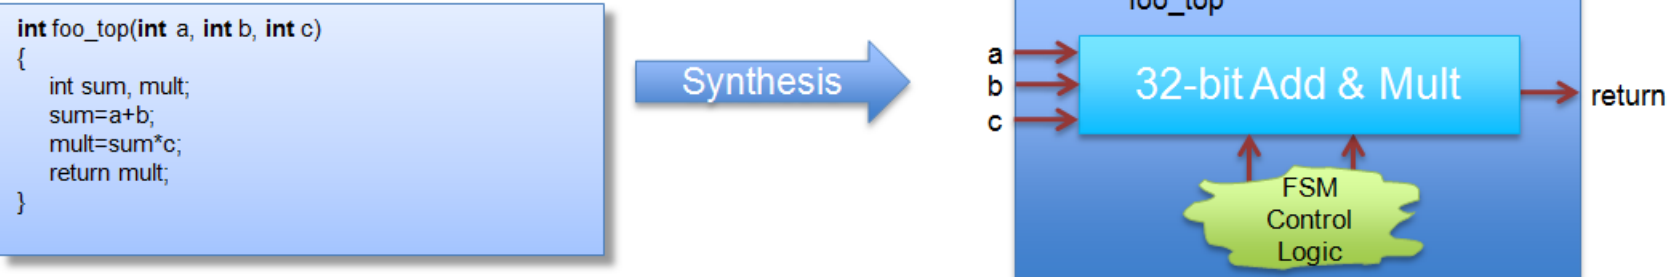 int foo_top(int a, int b, int c)
{
int sum, mult;
sum=a+b;
mult=sum*c;
return mult;
}
Synthesis
foo_top
a
b
c
32-bit Add & Mult
return
FSM
Control
Logic